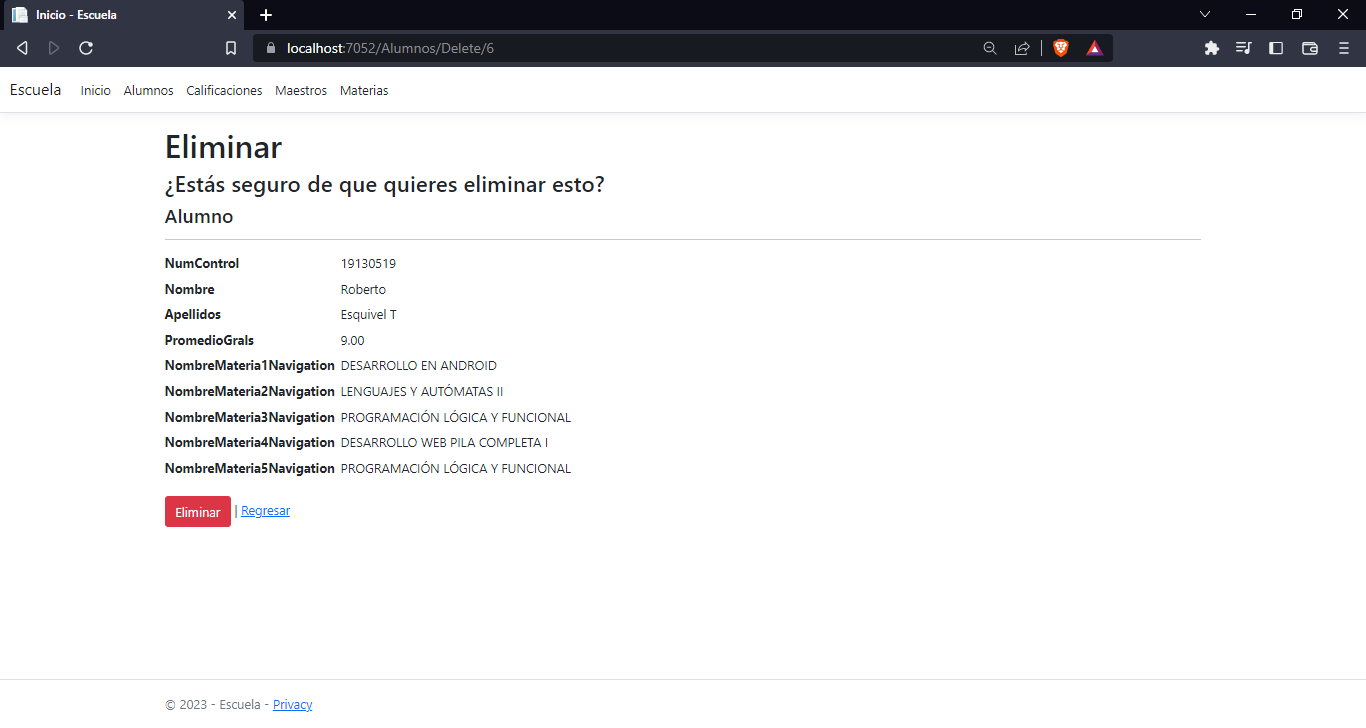 Inicio - Escuela
localhost:7052/Alumnos/Delete/6
Escuela Inicio Alumnos Calificaciones Maestros Materias
Eliminar
¿Estás seguro de que quieres eliminar esto?
Alumno
NumControl 19130519
Nombre Roberto
Apellidos Esquivel T
PromedioGrals 9.00
NombreMateria1Navigation DESARROLLO EN ANDROID
NombreMateria2Navigation LENGUAJES Y AUTÓMATAS II
NombreMateria3Navigation PROGRAMACIÓN LÓGICA Y FUNCIONAL
NombreMateria4Navigation DESARROLLO WEB PILA COMPLETA I
NombreMateria5Navigation PROGRAMACIÓN LÓGICA Y FUNCIONAL
Eliminar | Regresar
© 2023 - Escuela - Privacy